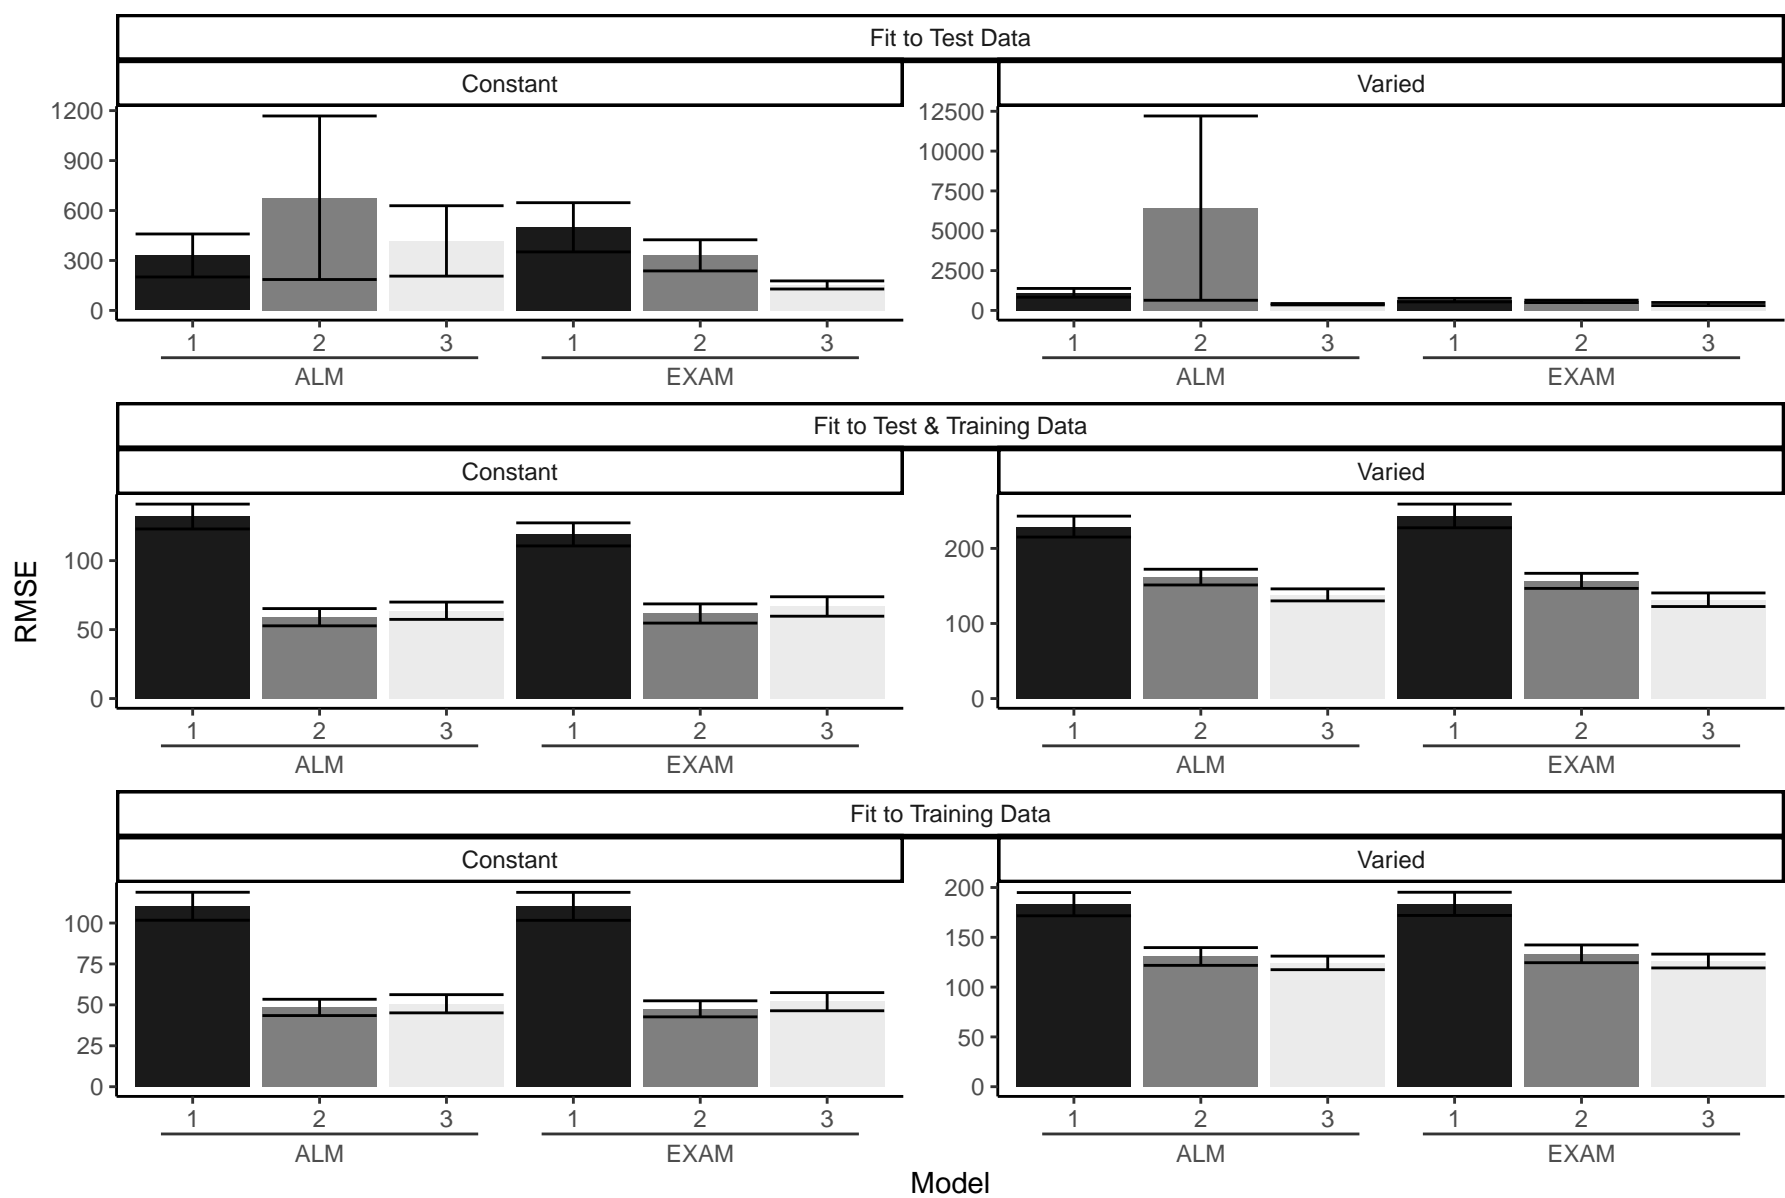 Fit to Test Data
Constant
Varied
1200
900
600
300
0
12500
10000
7500
5000
2500
0
1 2 3 1 2 3
ALM EXAM
1 2 3 1 2 3
ALM EXAM
Fit to Test & Training Data
Constant
Varied
100
50
0
200
100
0
1 2 3 1 2 3
ALM EXAM
1 2 3 1 2 3
ALM EXAM
RMSE
Fit to Training Data
Constant
Varied
100
75
50
25
0
200
150
100
50
0
1 2 3 1 2 3
ALM EXAM
1 2 3 1 2 3
ALM EXAM
Model